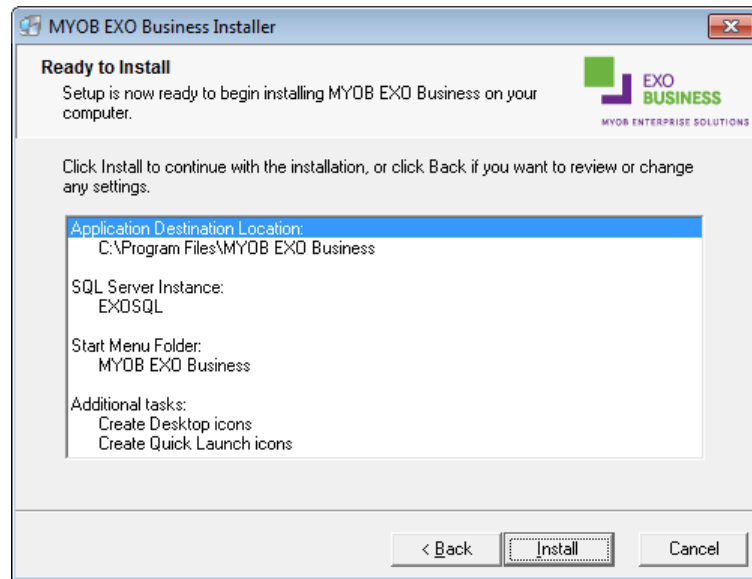 MYOB EXO Business Installer
Ready to Install
Setup is now ready to begin installing MYOB EXO Business on your
computer.
EXO
BUSINESS
MYOB ENTERPRISE SOLUTIONS
Click Install to continue with the installation, or click Back if you want to review or change
any settings.
Application Destination Location:
C:\Program Files\MYOB EXO Business
SQL Server Instance:
EXOSQL
Start Menu Folder:
MYOB EXO Business
Additional tasks:
Create Desktop icons
Create Quick Launch icons
< Back
Install
Cancel